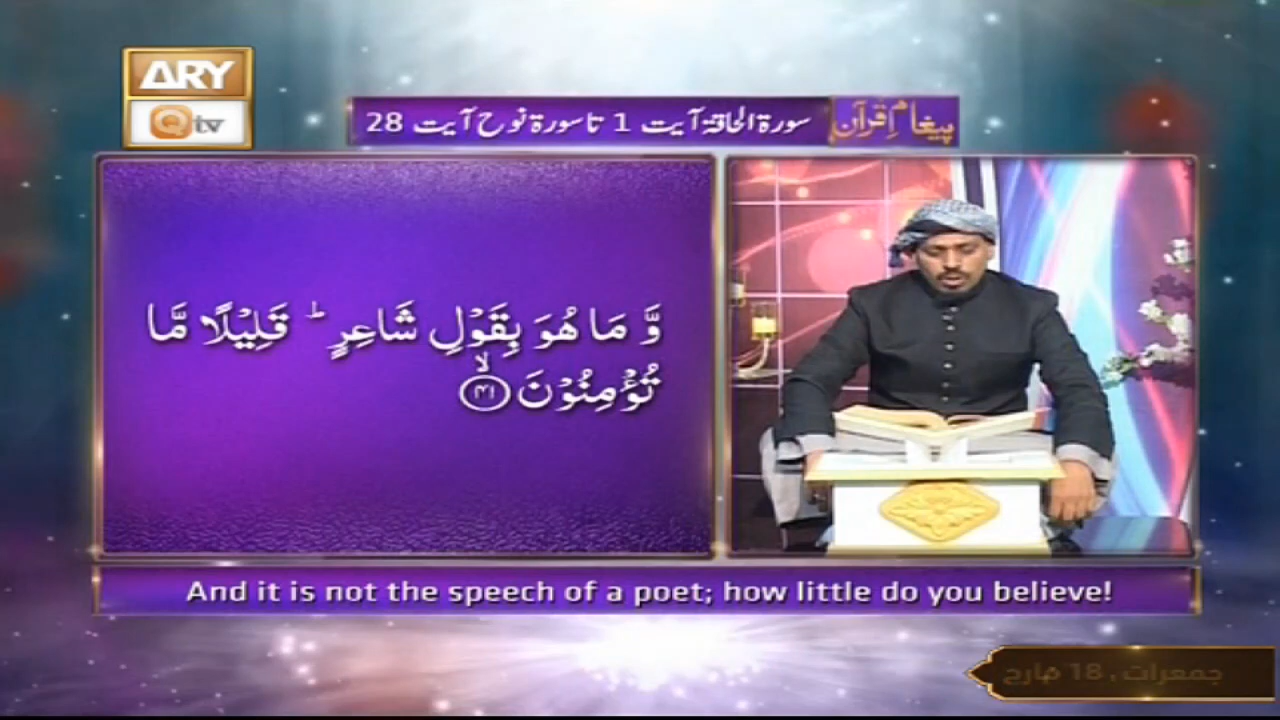 ARY
Qtv
پیغامِ قرآن
سورۃ الحاقۃ آیت 1 تا سورۃ نوح آیت 28
وَّ مَا هُوَ بِقَوْلِ شَاعِرٍ ؕ قَلِیْلًا مَّا
تُؤْمِنُوْنَ ۙ﴿۴۱﴾
And it is not the speech of a poet; how little do you believe!
جمعرات , 18 مارچ